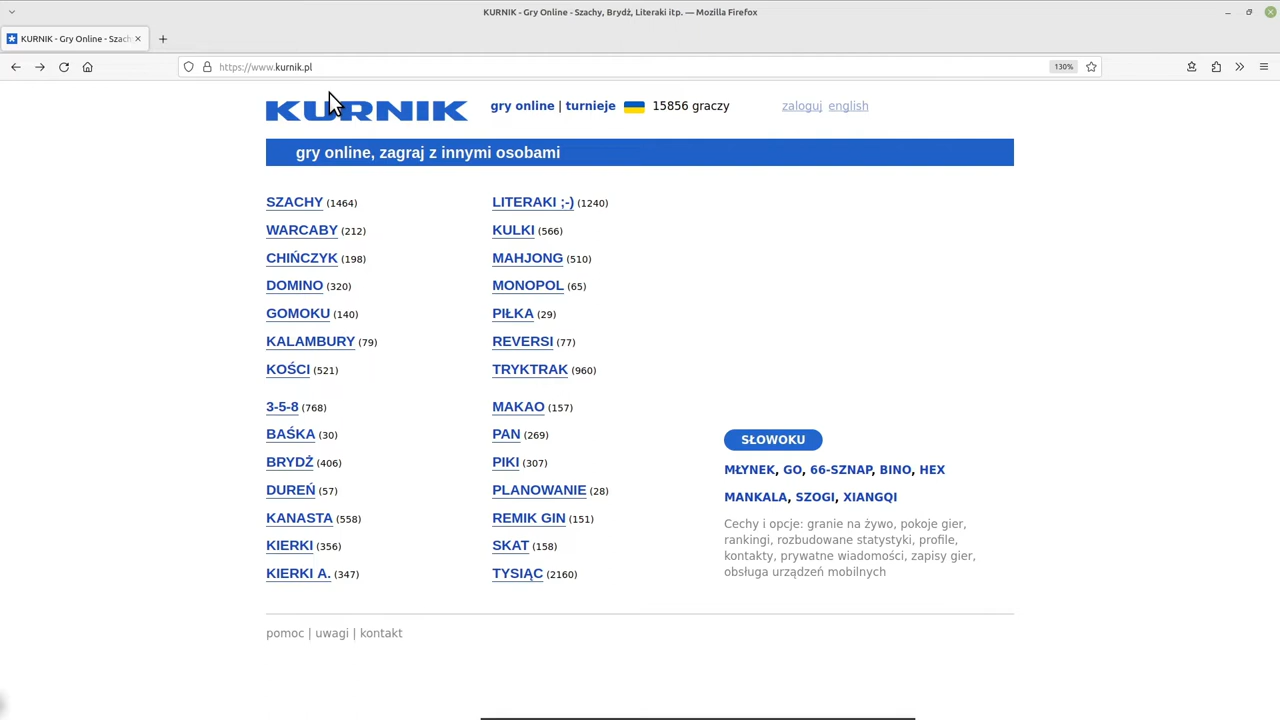 KURNIK - Gry Online - Szachy, Brydż, Literaki itp. — Mozilla Firefox
KURNIK - Gry Online - Szach
https://www.kurnik.pl
130%
KURNIK
gry online | turnieje 15856 graczy
zaloguj english
gry online, zagraj z innymi osobami
SZACHY (1464)
WARCABY (212)
CHIŃCZYK (198)
DOMINO (320)
GOMOKU (140)
KALAMBURY (79)
KOŚCI (521)
3-5-8 (768)
BAŚKA (30)
BRYDŻ (406)
DUREŃ (57)
KANASTA (558)
KIERKI (356)
KIERKI A. (347)
LITERAKI ;-) (1240)
KULKI (566)
MAHJONG (510)
MONOPOL (65)
PIŁKA (29)
REVERSI (77)
TRYKTRAK (960)
MAKAO (157)
PAN (269)
PIKI (307)
PLANOWANIE (28)
REMIK GIN (151)
SKAT (158)
TYSIĄC (2160)
SŁOWOKU
MŁYNEK, GO, 66-SZNAP, BINO, HEX
MANKALA, SZOGI, XIANGQI
Cechy i opcje: granie na żywo, pokoje gier,
rankingi, rozbudowane statystyki, profile,
kontakty, prywatne wiadomości, zapisy gier,
obsługa urządzeń mobilnych
pomoc | uwagi | kontakt